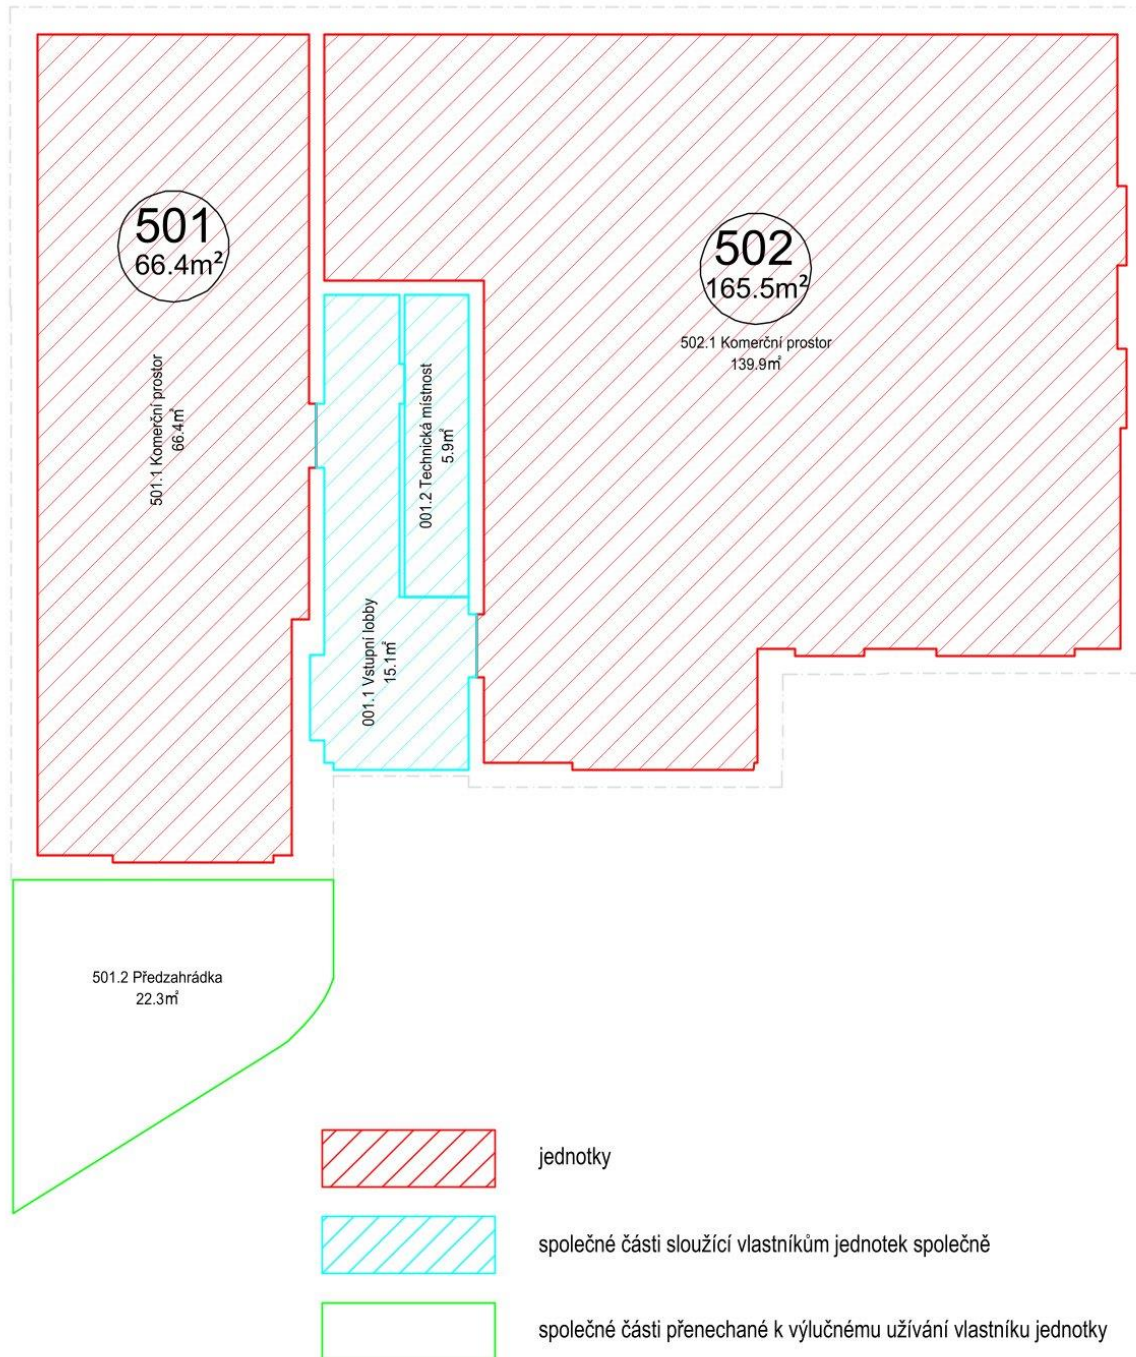 501
66.4m²
501.1 Komerční prostor
66.4m²
502
165.5m²
502.1 Komerční prostor
139.9m²
001.2 Technická místnost
5.9m²
001.1 Vstupní lobby
15.1m²
501.2 Předzahrádka
22.3m²
jednotky
společné části sloužící vlastníkům jednotek společně
společné části přenechané k výlučnému užívání vlastníku jednotky